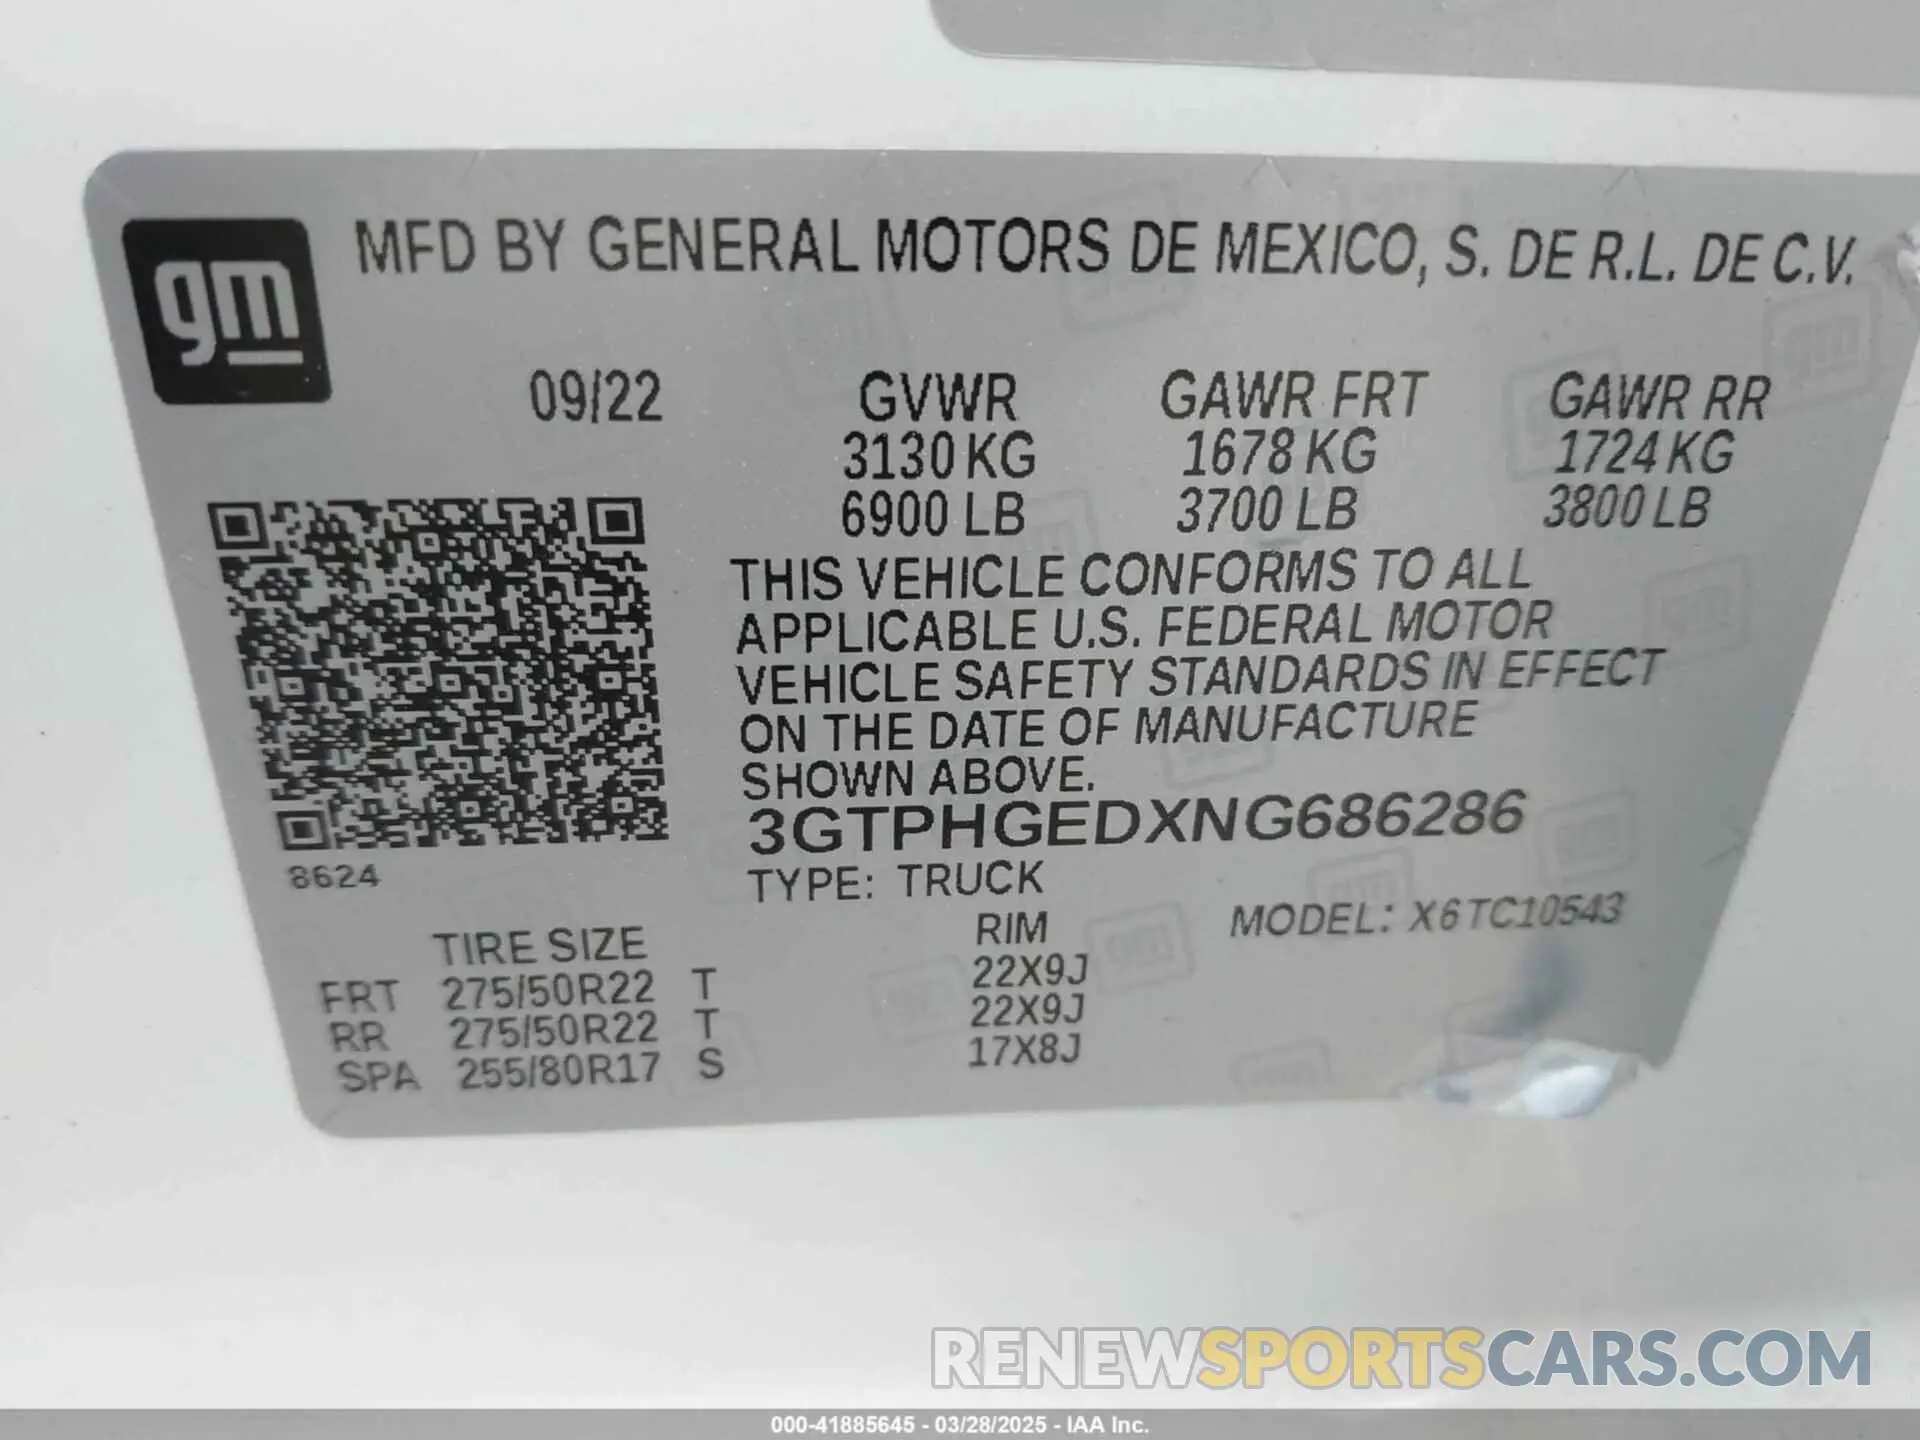 gm
MFD BY GENERAL MOTORS DE MEXICO, S. DE R.L. DE C.V.
09/22 GVWR GAWR FRT GAWR RR
3130 KG 1678 KG 1724 KG
6900 LB 3700 LB 3800 LB
THIS VEHICLE CONFORMS TO ALL
APPLICABLE U.S. FEDERAL MOTOR
VEHICLE SAFETY STANDARDS IN EFFECT
ON THE DATE OF MANUFACTURE
SHOWN ABOVE.
3GTPHGEDXNG686286
8624
TYPE: TRUCK
MODEL: X6TC10543
TIRE SIZE RIM
FRT 275/50R22 T 22X9J
RR 275/50R22 T 22X9J
SPA 255/80R17 S 17X8J
RENEWSPORTSCARS.COM
000-41885645 - 03/28/2025 - IAA Inc.